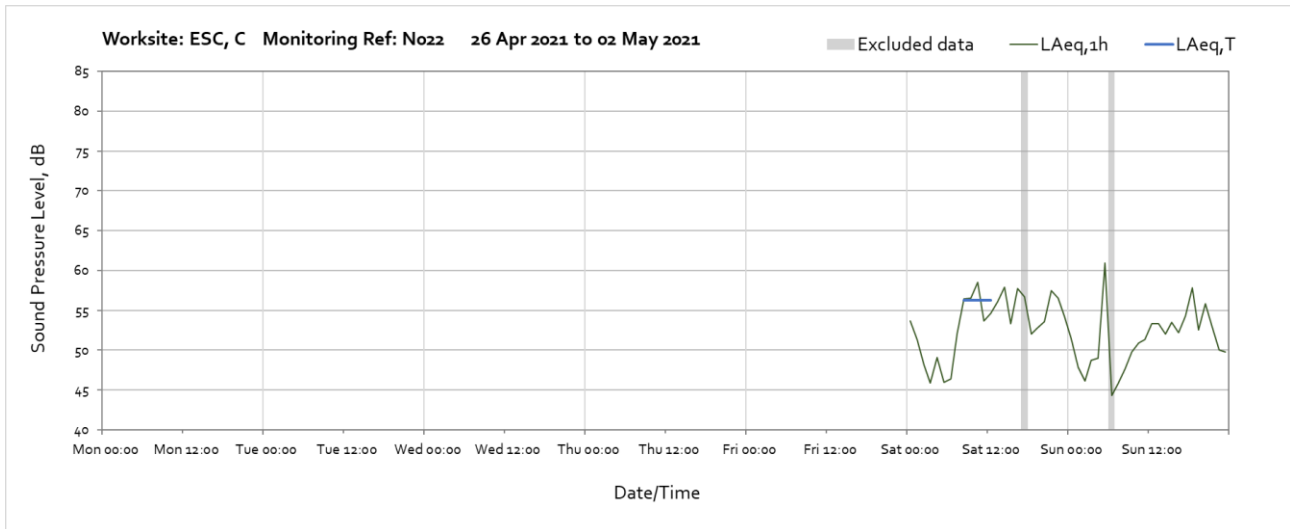 Worksite: ESC, C Monitoring Ref: N022 26 Apr 2021 to 02 May 2021
Excluded data LAeq,1h LAeq,T
85
80
75
70
65
60
55
50
45
40
Sound Pressure Level, dB
Mon 00:00 Mon 12:00 Tue 00:00 Tue 12:00 Wed 00:00 Wed 12:00 Thu 00:00 Thu 12:00 Fri 00:00 Fri 12:00 Sat 00:00 Sat 12:00 Sun 00:00 Sun 12:00
Date/Time